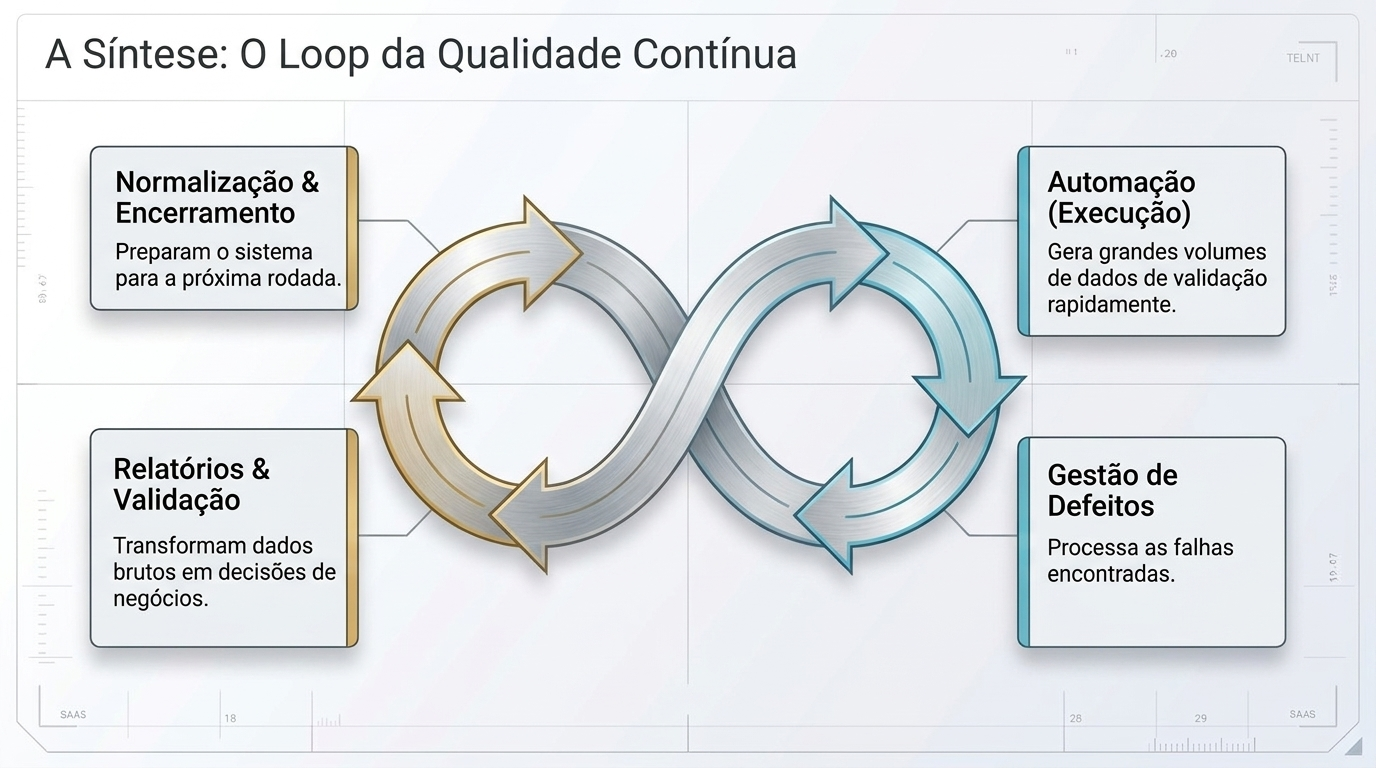 A Síntese: O Loop da Qualidade Contínua
-20
TELNT
Normalização &
Encerramento
Preparam o sistema
para a próxima rodada.
Automação
(Execução)
Gera grandes volumes
de dados de validação
rapidamente.
Relatórios &
Validação
Transformam dados
brutos em decisões de
negócios.
Gestão de
Defeitos
Processa as falhas
encontradas.
SAAS
18
28
29
SAAS